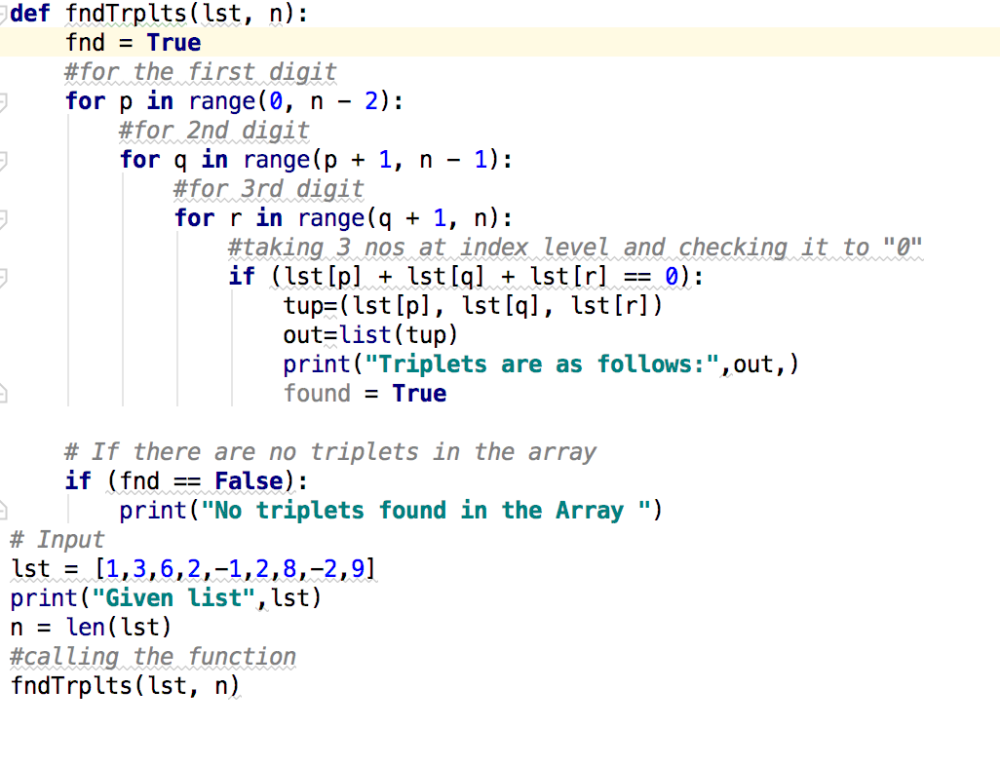 def fndTrplts(lst, n):
    fnd = True
    #for the first digit
    for p in range(0, n - 2):
        #for 2nd digit
        for q in range(p + 1, n - 1):
            #for 3rd digit
            for r in range(q + 1, n):
                #taking 3 nos at index level and checking it to "0"
                if (lst[p] + lst[q] + lst[r] == 0):
                    tup=(lst[p], lst[q], lst[r])
                    out=list(tup)
                    print("Triplets are as follows:",out,)
                    found = True

    # If there are no triplets in the array
    if (fnd == False):
        print("No triplets found in the Array ")
# Input
lst = [1,3,6,2,-1,2,8,-2,9]
print("Given list",lst)
n = len(lst)
#calling the function
fndTrplts(lst, n)